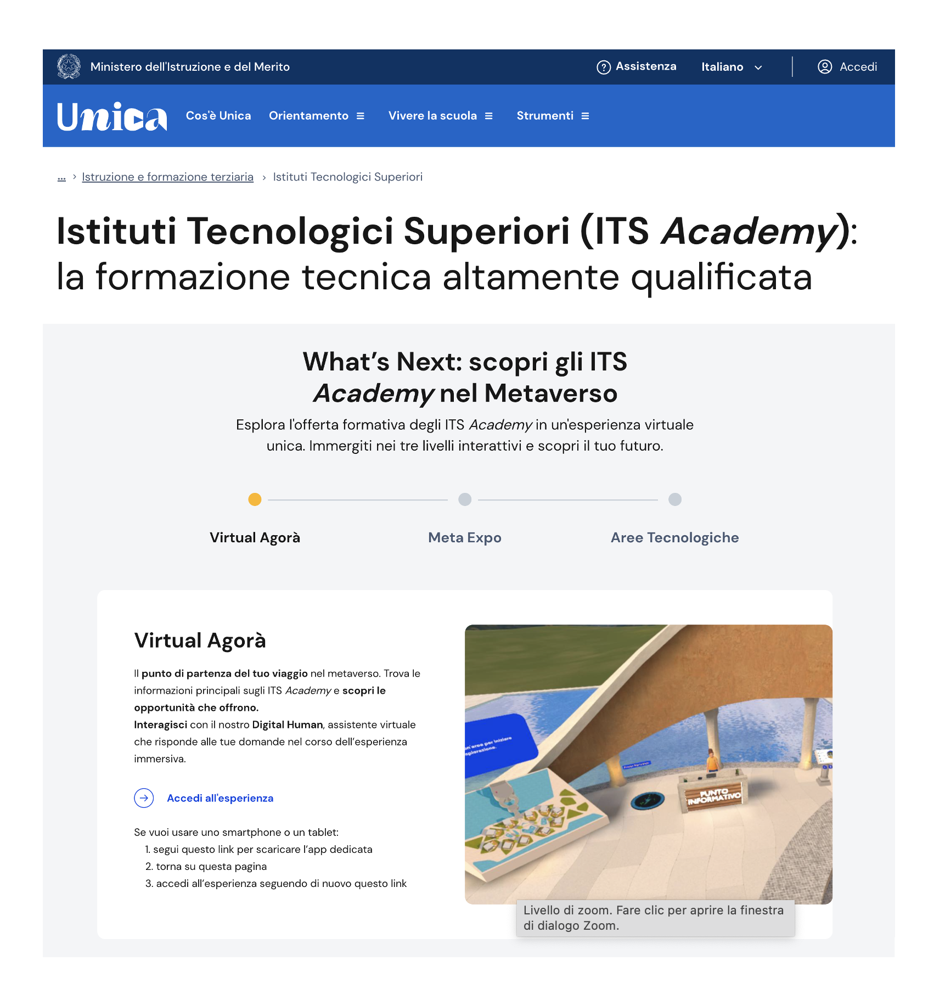 Ministero dell'Istruzione e del Merito
Assistenza
Italiano
Accedi
Unica
Cos'è Unica
Orientamento
Vivere la scuola
Strumenti
... › Istruzione e formazione terziaria › Istituti Tecnologici Superiori
Istituti Tecnologici Superiori (ITS Academy):
la formazione tecnica altamente qualificata
What's Next: scopri gli ITS
Academy nel Metaverso
Esplora l'offerta formativa degli ITS Academy in un'esperienza virtuale
unica. Immergiti nei tre livelli interattivi e scopri il tuo futuro.
Virtual Agorà
Meta Expo
Aree Tecnologiche
Virtual Agorà
Il punto di partenza del tuo viaggio nel metaverso. Trova le
informazioni principali sugli ITS Academy e scopri le
opportunità che offrono.
Interagisci con il nostro Digital Human, assistente virtuale
che risponde alle tue domande nel corso dell'esperienza
immersiva.
Accedi all'esperienza
Se vuoi usare uno smartphone o un tablet:
1. segui questo link per scaricare l'app dedicata
2. torna su questa pagina
3. accedi all'esperienza seguendo di nuovo questo link
un'area per iniziare
PUNTO
INFORMATIVO
Livello di zoom. Fare clic per aprire la finestra
di dialogo Zoom.